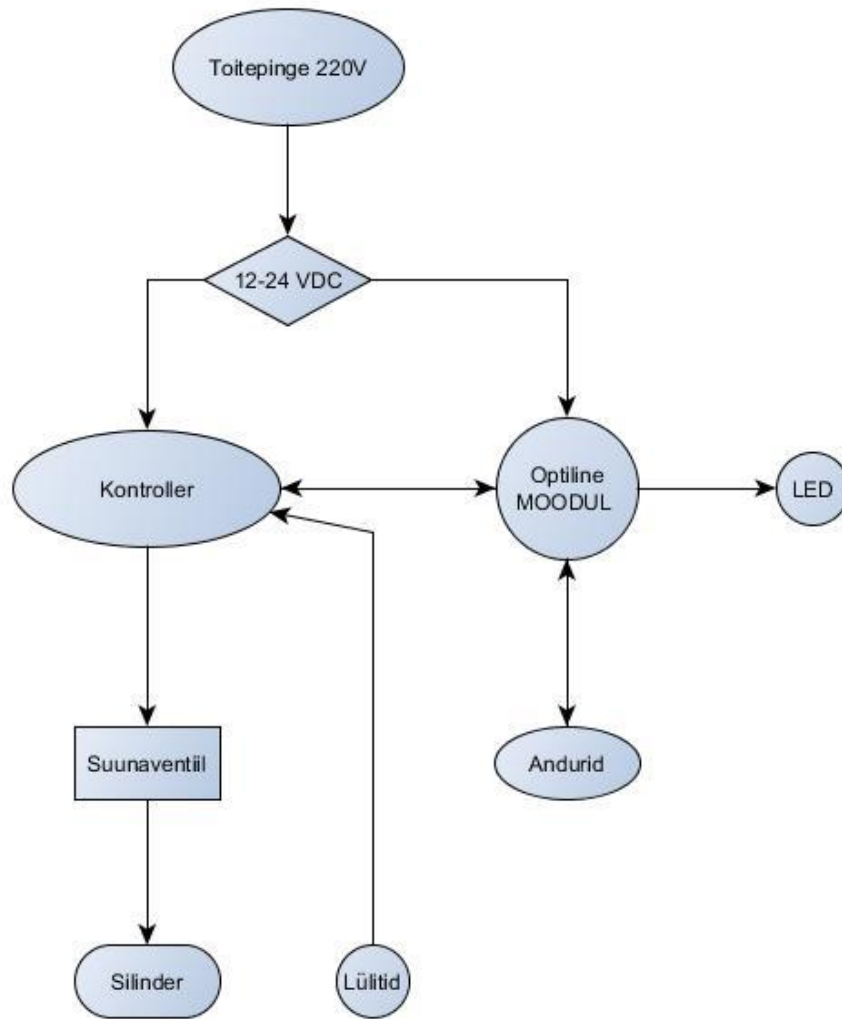 Toitepinge 220V
12-24 VDC
Kontroller
Optiline
MOODUL
LED
Suunaventiil
Andurid
Silinder
Lülitid